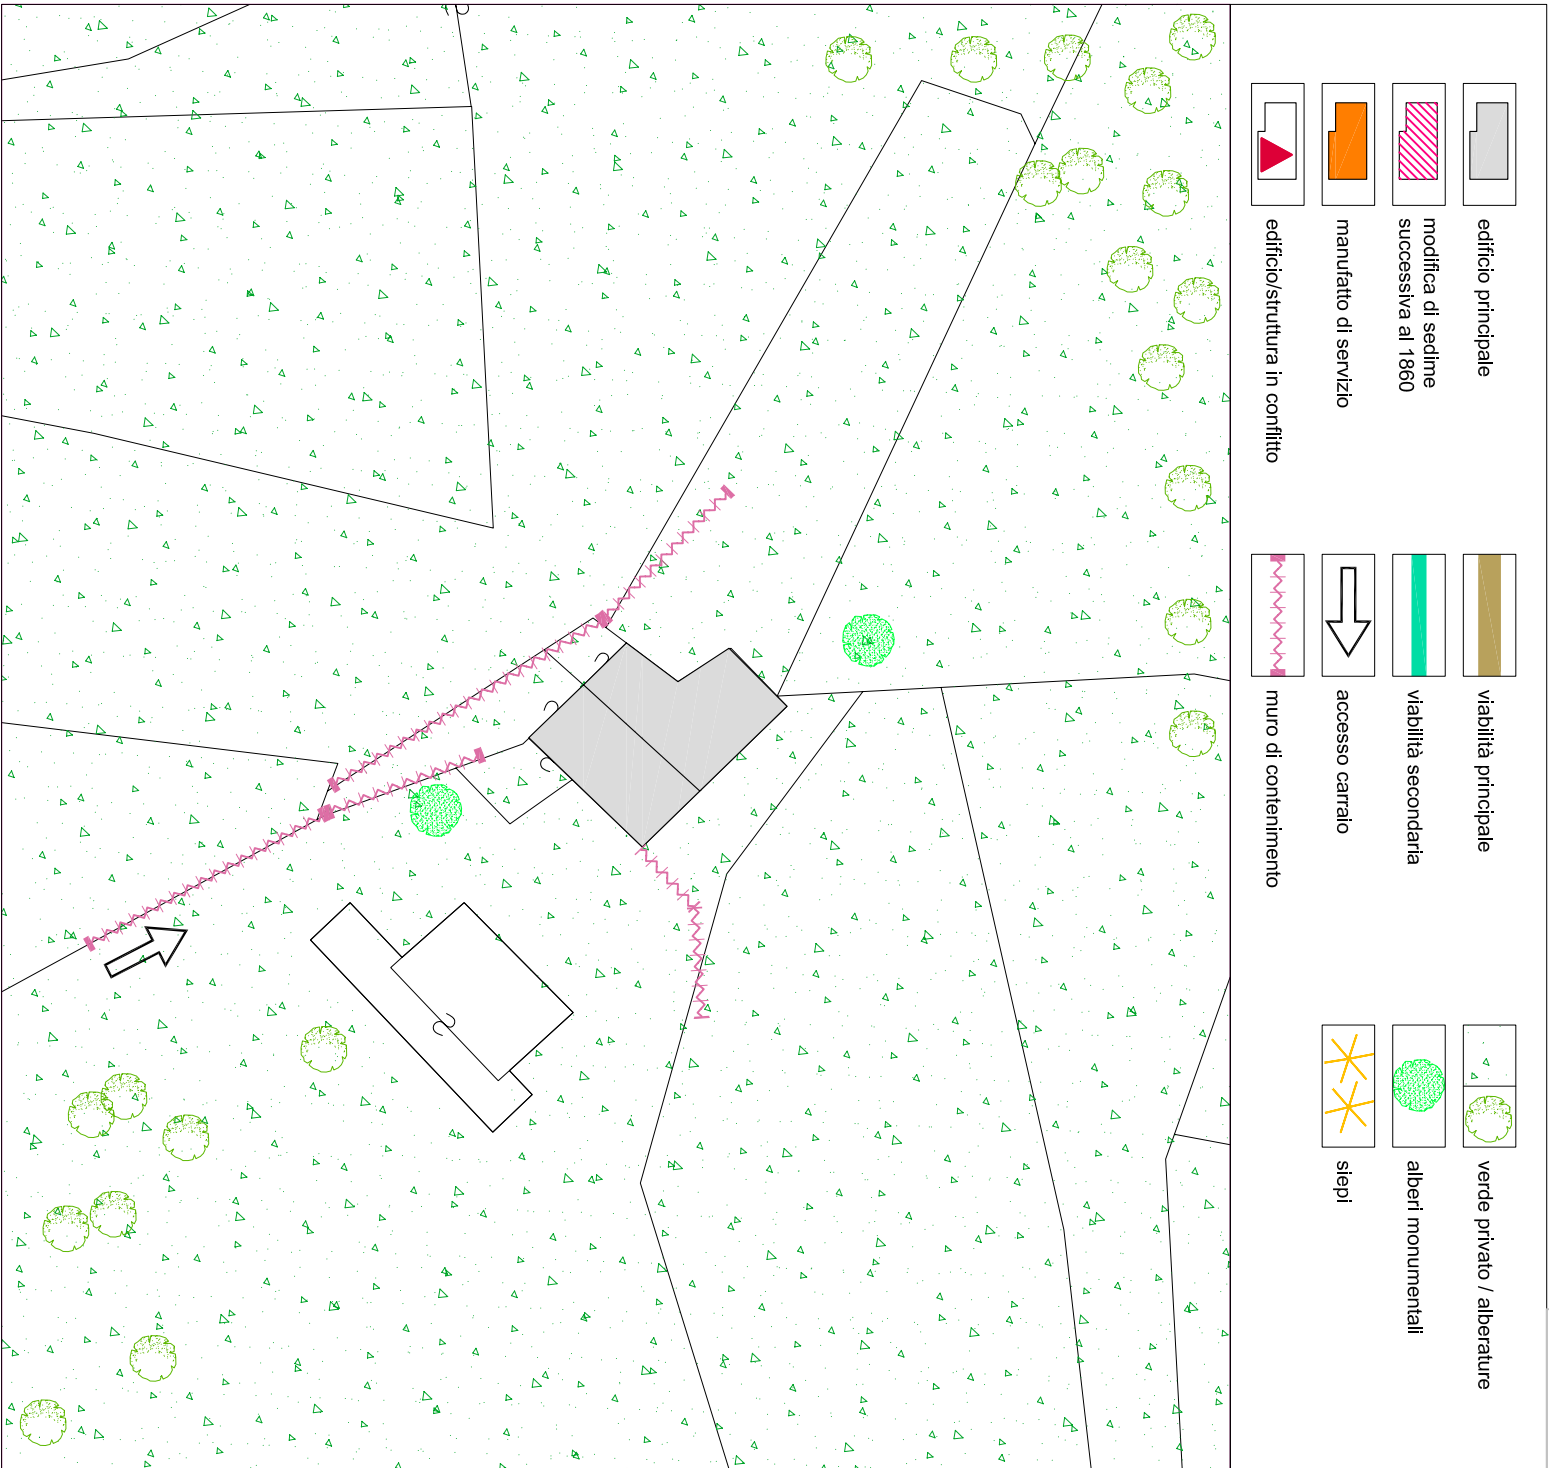 edificio principale
modifica di sedime
successiva al 1860
manufatto di servizio
edificio/struttura in conflitto
viabilità principale
viabilità secondaria
accesso carraio
muro di contenimento
verde privato / alberature
alberi monumentali
siepi